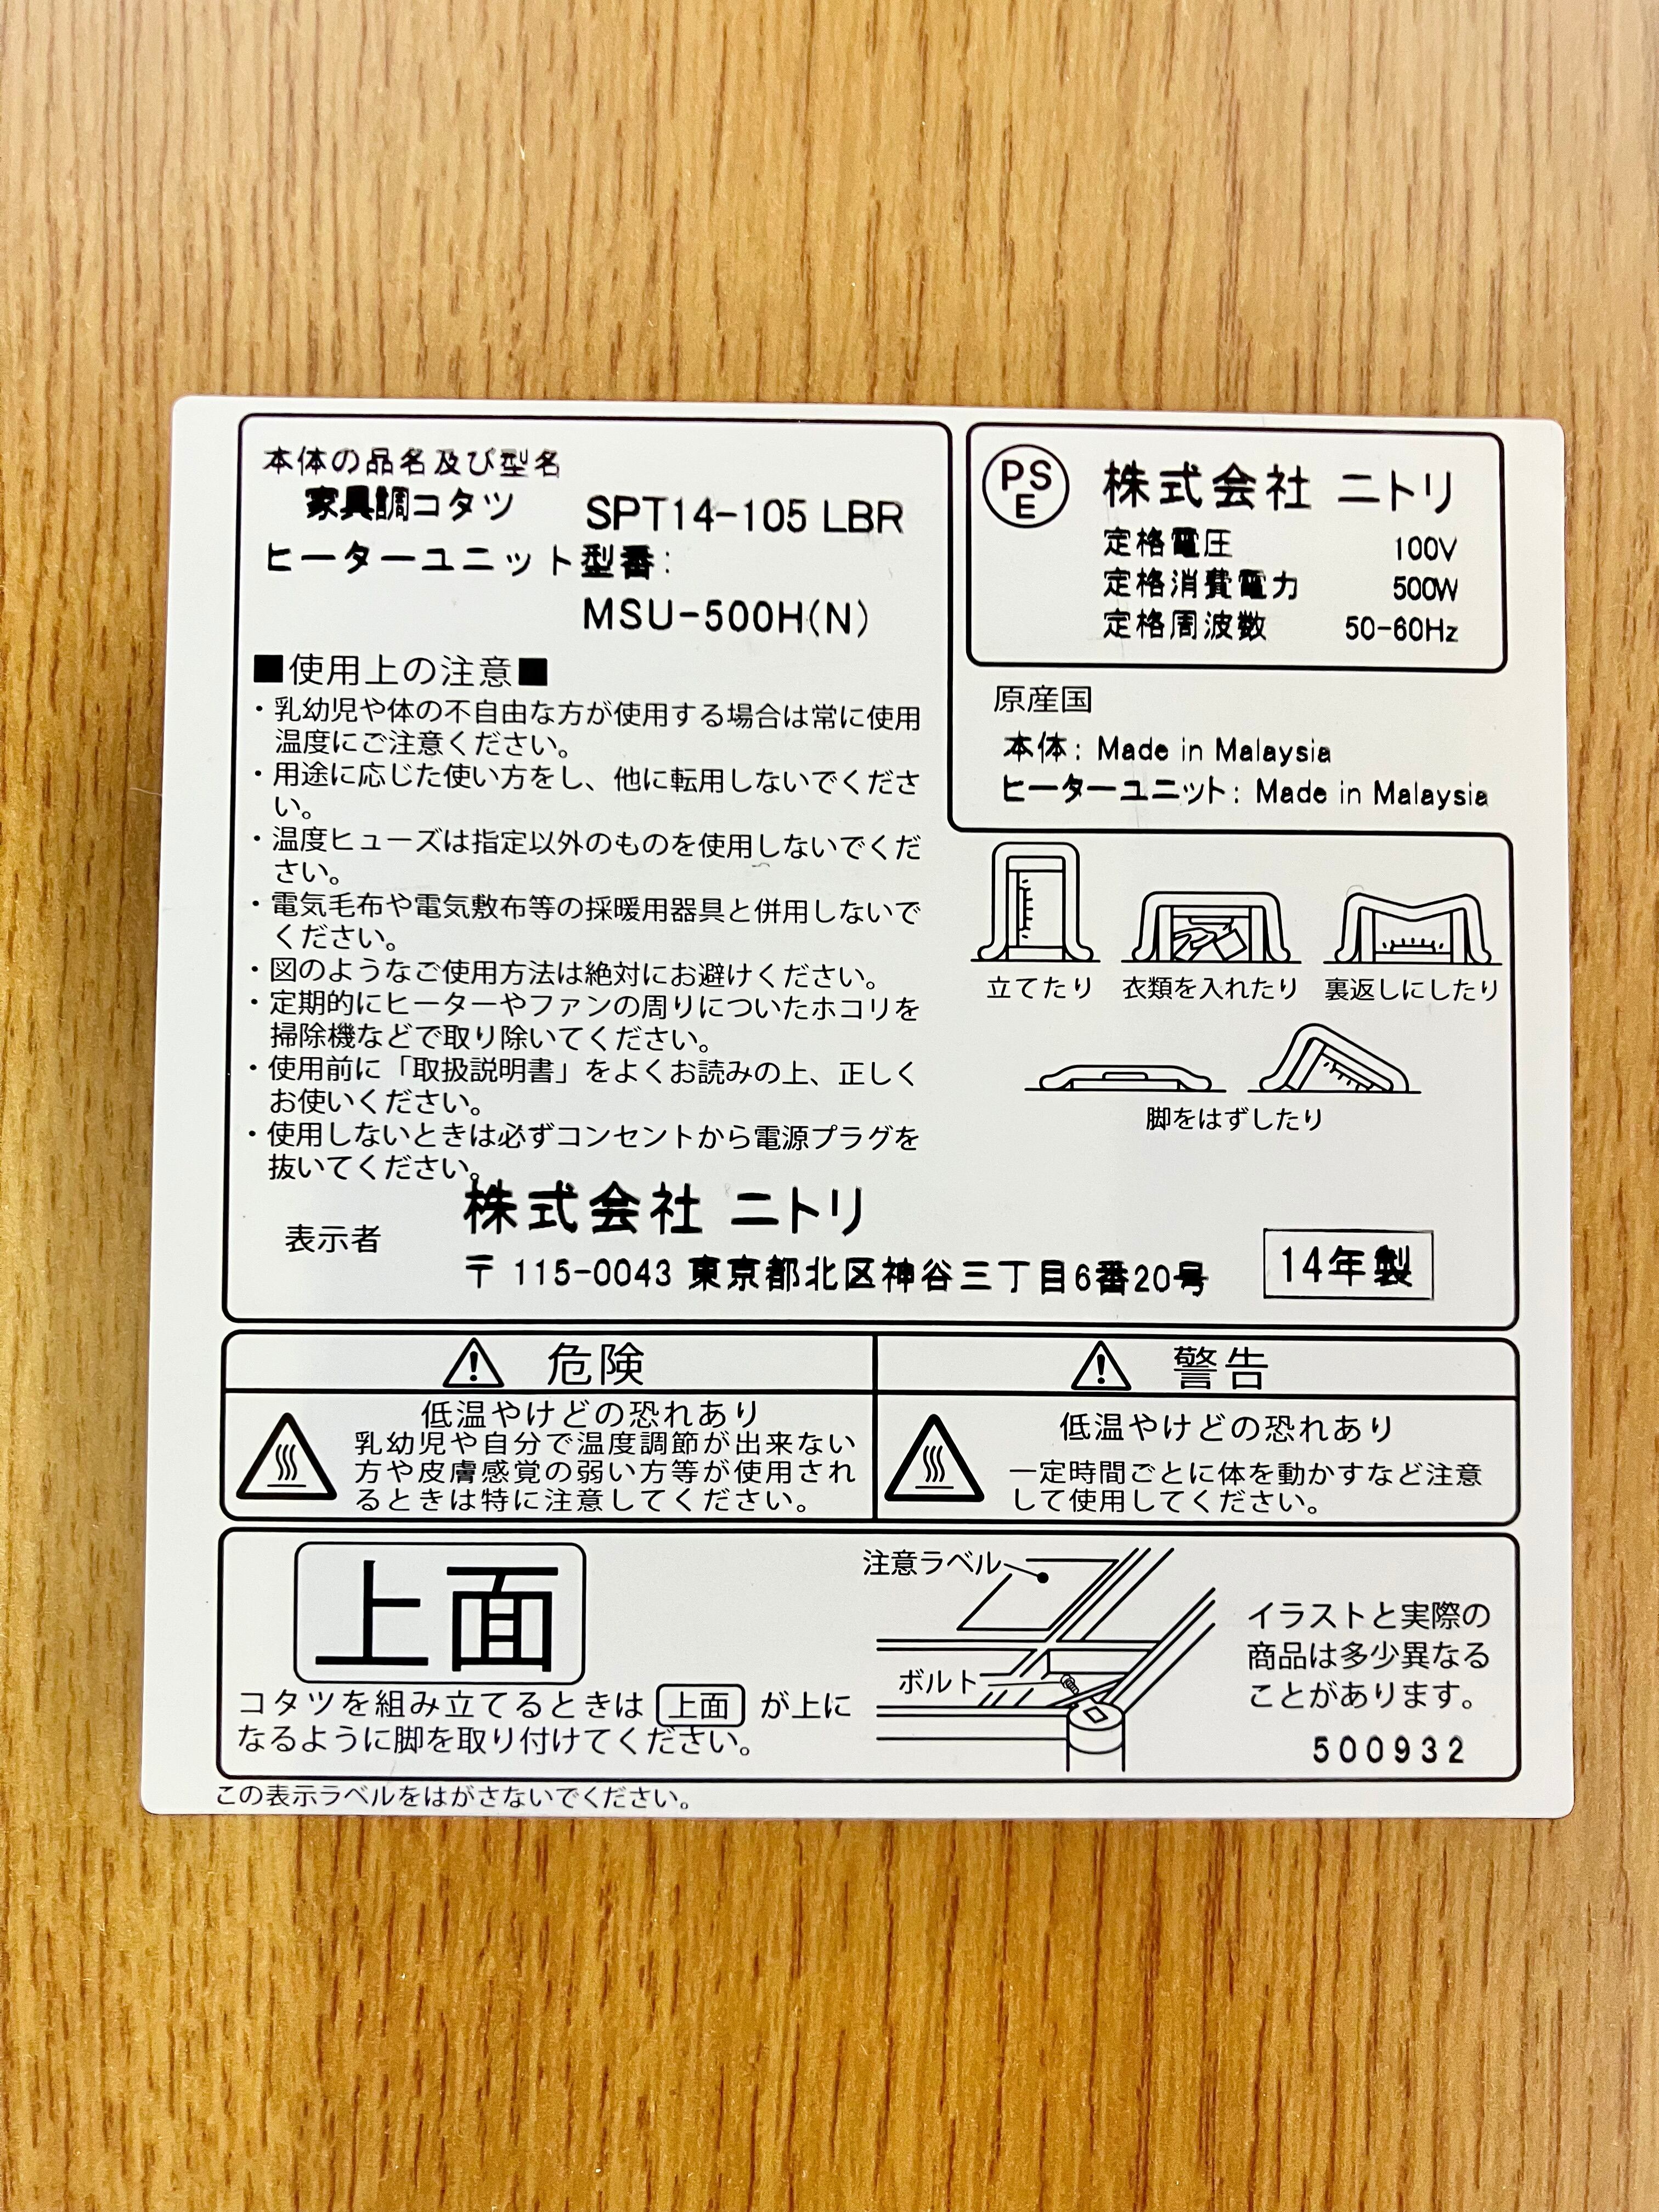 本体の品名及び型名
家具調コタツ SPT14-105 LBR
ヒーターユニット型番:
MSU-500H(N)
■使用上の注意■
・乳幼児や体の不自由な方が使用する場合は常に使用
温度にご注意ください。
・用途に応じた使い方をし、他に転用しないでくださ
い。
・温度ヒューズは指定以外のものを使用しないでくだ
さい。
・電気毛布や電気敷布等の採暖用器具と併用しないで
ください。
・図のようなご使用方法は絶対にお避けください。
・定期的にヒーターやファンの周りについたホコリを
掃除機などで取り除いてください。
・使用前に「取扱説明書」をよくお読みの上、正しく
お使いください。
・使用しないときは必ずコンセントから電源プラグを
抜いてください。
PS
E
株式会社 ニトリ
定格電圧 100V
定格消費電力 500W
定格周波数 50-60Hz
原産国
本体: Made in Malaysia
ヒーターユニット: Made in Malaysia
立てたり 衣類を入れたり 裏返しにしたり
脚をはずしたり
表示者
株式会社 ニトリ
〒 115-0043 東京都北区神谷三丁目6番20号
14年製
危険
低温やけどの恐れあり
乳幼児や自分で温度調節が出来ない
方や皮膚感覚の弱い方等が使用され
るときは特に注意してください。
警告
低温やけどの恐れあり
一定時間ごとに体を動かすなど注意
して使用してください。
上面
コタツを組み立てるときは 上面 が上に
なるように脚を取り付けてください。
注意ラベル
ボルト
イラストと実際の
商品は多少異なる
ことがあります。
500932
この表示ラベルをはがさないでください。